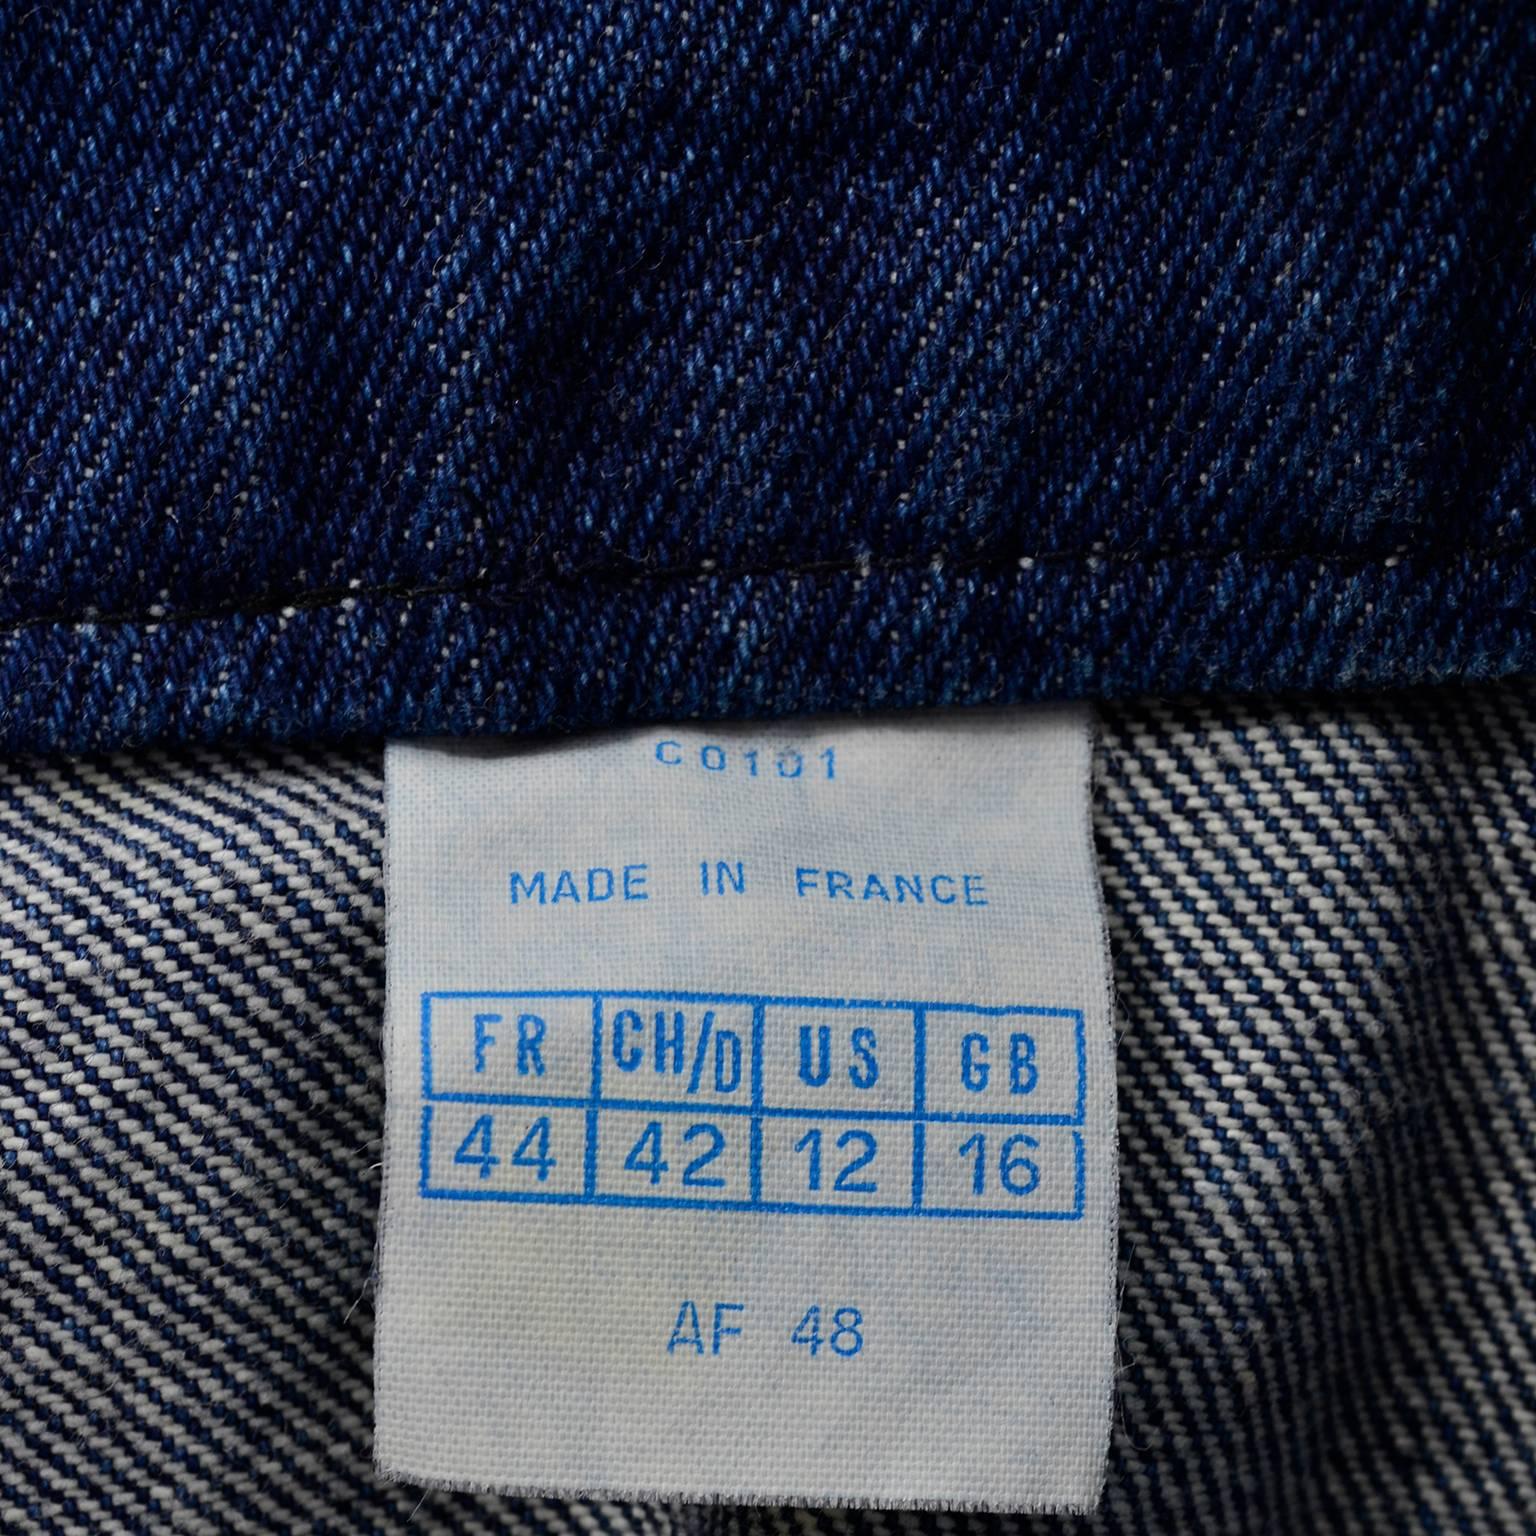 C0101
MADE IN FRANCE
FR CH/D US GB
44 42 12 16
AF 48